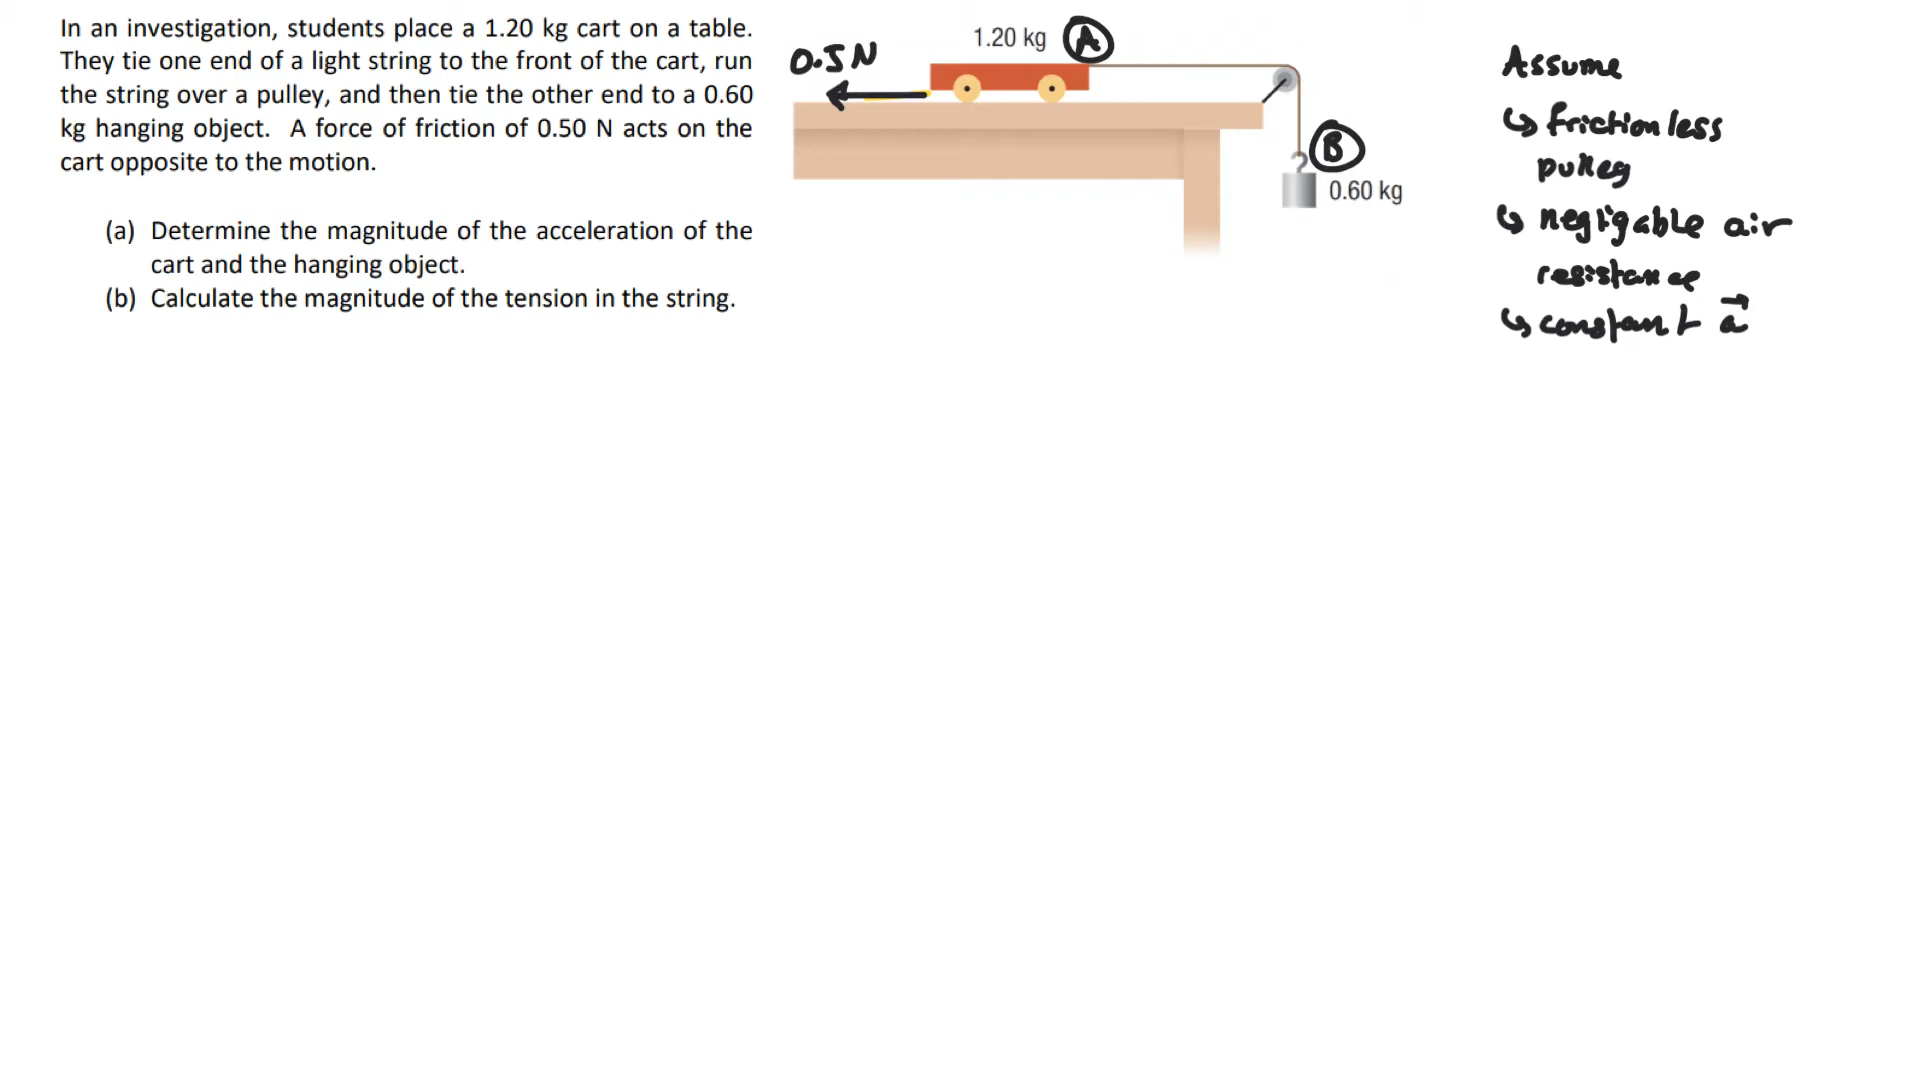 In an investigation, students place a 1.20 kg cart on a table.
They tie one end of a light string to the front of the cart, run
the string over a pulley, and then tie the other end to a 0.60
kg hanging object. A force of friction of 0.50 N acts on the
cart opposite to the motion.
(a) Determine the magnitude of the acceleration of the
cart and the hanging object.
(b) Calculate the magnitude of the tension in the string.
0.5N
1.20 kg
A
B
0.60 kg
Assume
↳ frictionless
pulley
↳ negligable air
resistance
↳ constant a⃗